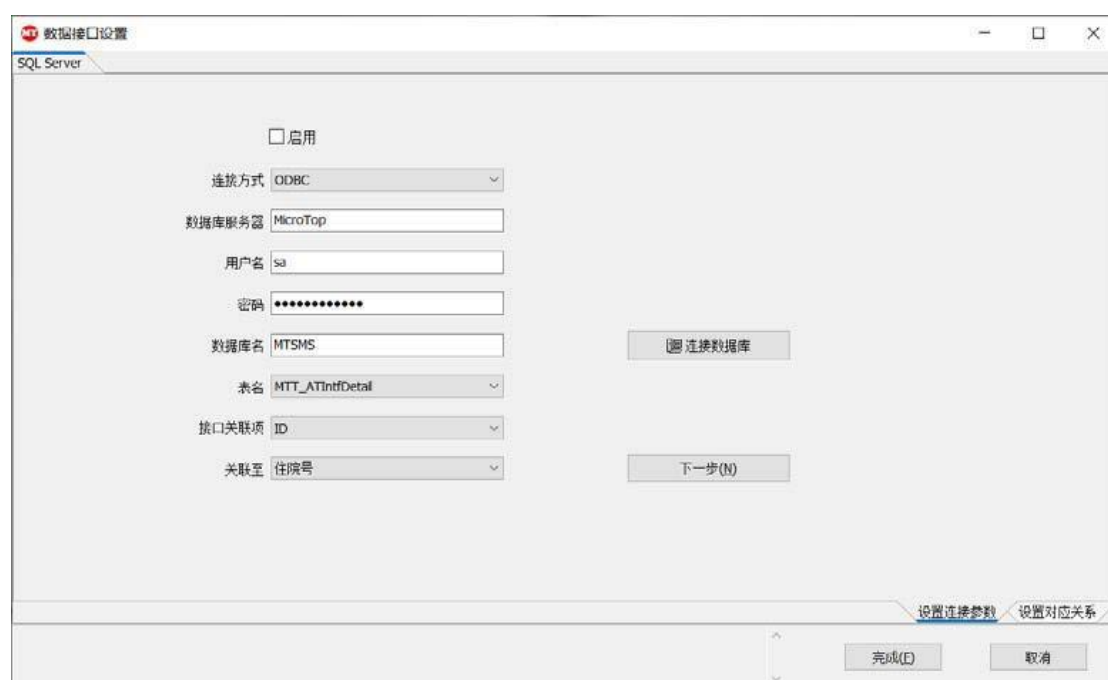 MT 数据接口设置
SQL Server
启用
连接方式 ODBC
数据库服务器 MicroTop
用户名 sa
密码 ●●●●●●●●●●●●
数据库名 MTSMS
连接数据库
表名 MTT_ATIntfDetail
接口关联项 ID
关联至 住院号
下一步(N)
设置连接参数 设置对应关系
完成(F) 取消